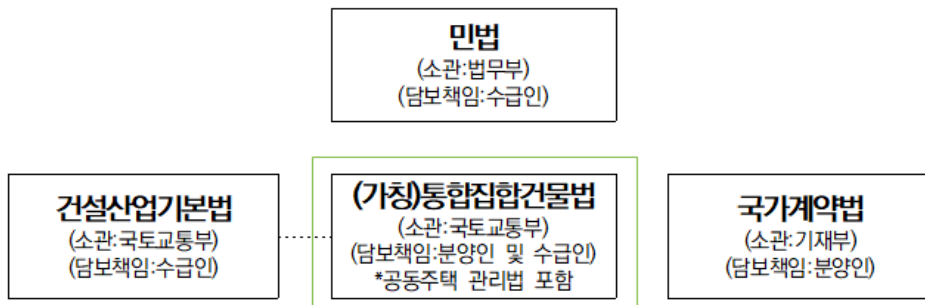 민법
(소관:법무부)
(담보책임:수급인)
건설산업기본법
(소관:국토교통부)
(담보책임:수급인)
(가칭)통합집합건물법
(소관:국토교통부)
(담보책임:분양인 및 수급인)
*공동주택 관리법 포함
국가계약법
(소관:기재부)
(담보책임:분양인)